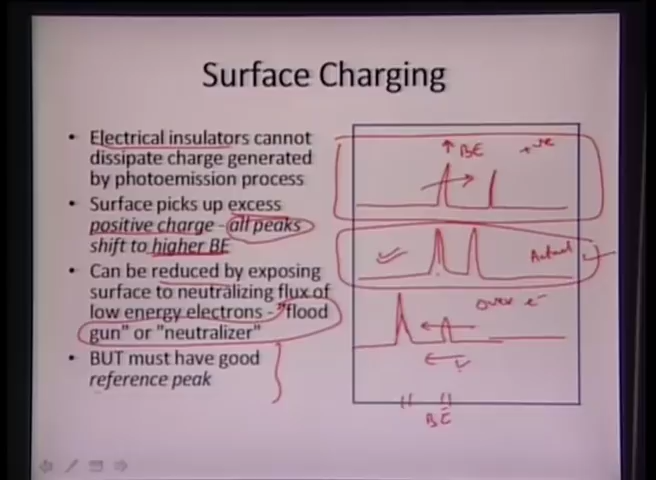 Surface Charging
• Electrical insulators cannot
dissipate charge generated
by photoemission process
• Surface picks up excess
positive charge - all peaks
shift to higher BE
• Can be reduced by exposing
surface to neutralizing flux of
low energy electrons - "flood
gun" or "neutralizer"
• BUT must have good
reference peak
↑ BE +ve
Actual
Over e-
BE